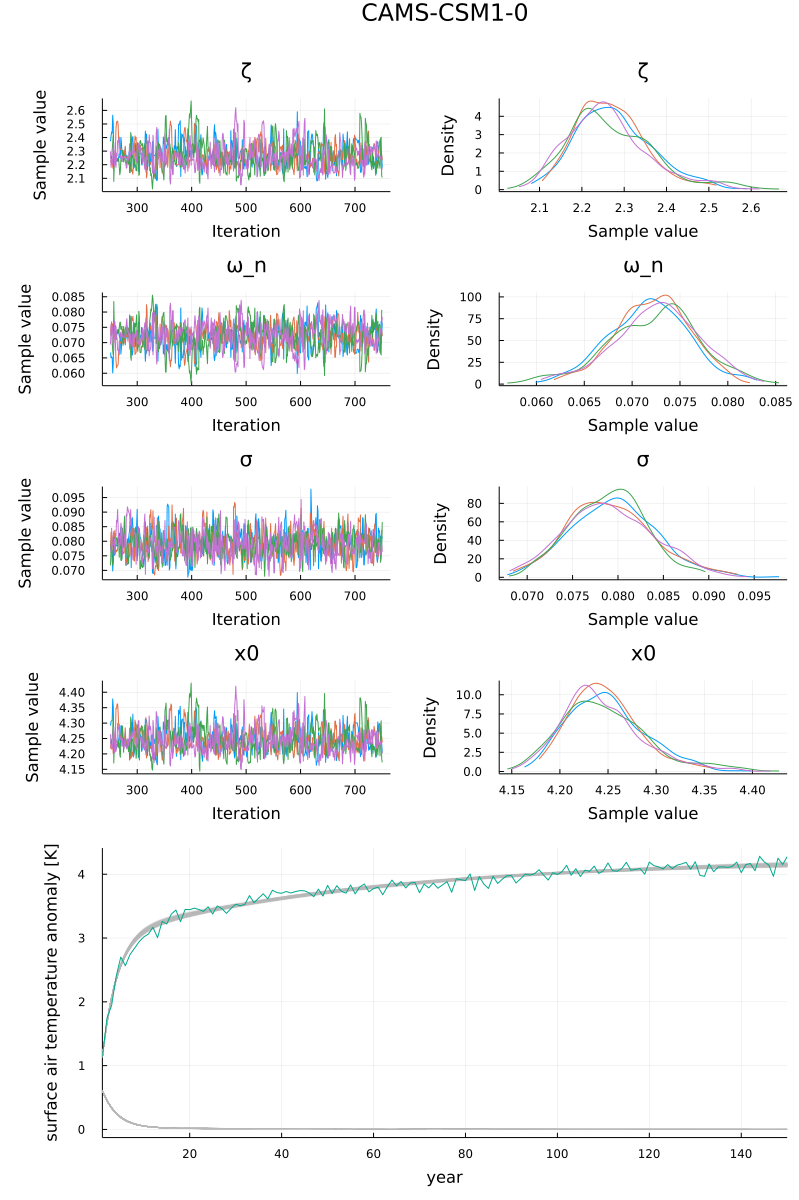 CAMS-CSM1-0
ζ
ζ
Sample value
2.6
2.5
2.4
2.3
2.2
2.1
300 400 500 600 700
Iteration
Density
4
3
2
1
0
2.1 2.2 2.3 2.4 2.5 2.6
Sample value
ω_n
ω_n
Sample value
0.085
0.080
0.075
0.070
0.065
0.060
300 400 500 600 700
Iteration
Density
100
75
50
25
0
0.060 0.065 0.070 0.075 0.080 0.085
Sample value
σ
σ
Sample value
0.095
0.090
0.085
0.080
0.075
0.070
300 400 500 600 700
Iteration
Density
80
60
40
20
0
0.070 0.075 0.080 0.085 0.090 0.095
Sample value
x0
x0
Sample value
4.40
4.35
4.30
4.25
4.20
4.15
300 400 500 600 700
Iteration
Density
10.0
7.5
5.0
2.5
0.0
4.15 4.20 4.25 4.30 4.35 4.40
Sample value
surface air temperature anomaly [K]
4
3
2
1
0
20 40 60 80 100 120 140
year